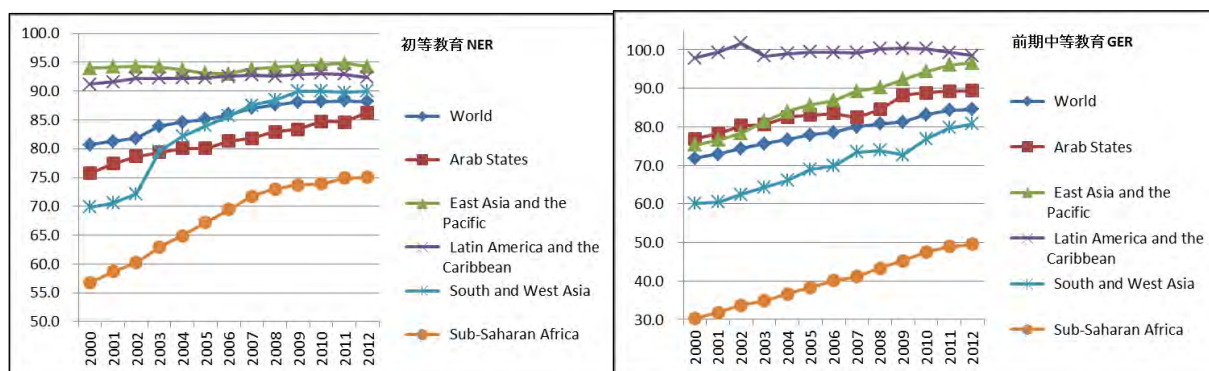 100.0
95.0
90.0
85.0
80.0
75.0
70.0
65.0
60.0
55.0
50.0
2000
2001
2002
2003
2004
2005
2006
2007
2008
2009
2010
2011
2012
初等教育 NER
World
Arab States
East Asia and the
Pacific
Latin America and the
Caribbean
South and West Asia
Sub-Saharan Africa
100.0
90.0
80.0
70.0
60.0
50.0
40.0
30.0
2000
2001
2002
2003
2004
2005
2006
2007
2008
2009
2010
2011
2012
前期中等教育 GER
World
Arab States
East Asia and the
Pacific
Latin America and the
Caribbean
South and West Asia
Sub-Saharan Africa